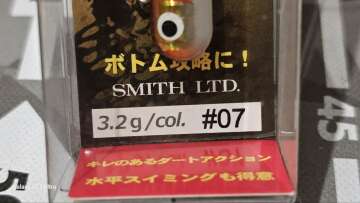 ボトム攻略に!
SMITH LTD.
3.2g/col. #07
キレのあるダートアクション
水平スイミングも得意
45